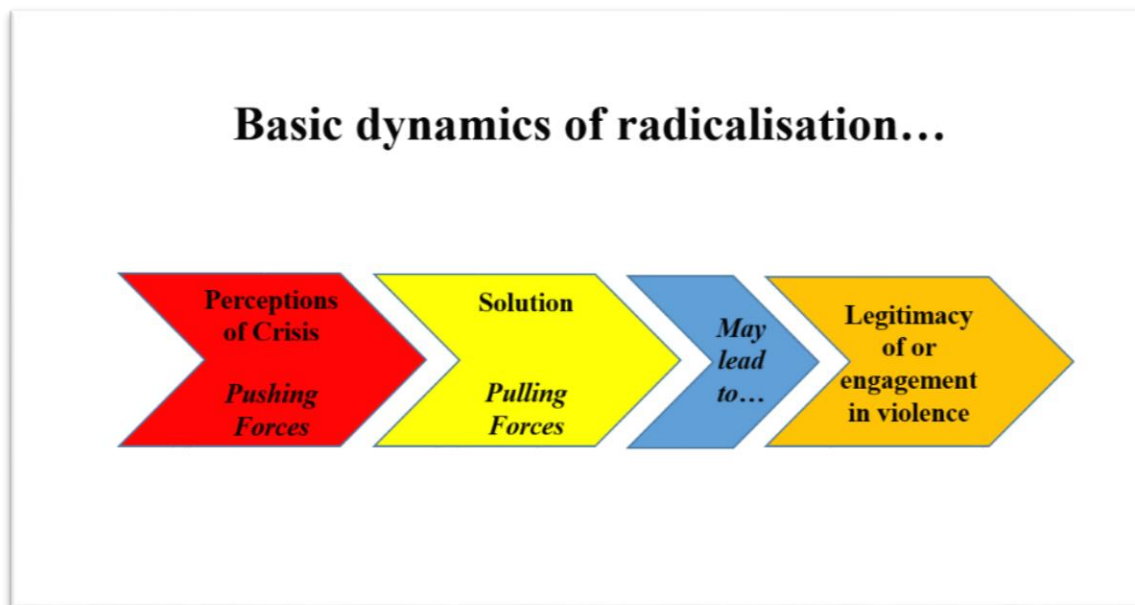 Basic dynamics of radicalisation…
Perceptions
of Crisis
Pushing
Forces
Solution
Pulling
Forces
May
lead
to…
Legitimacy
of or
engagement
in violence